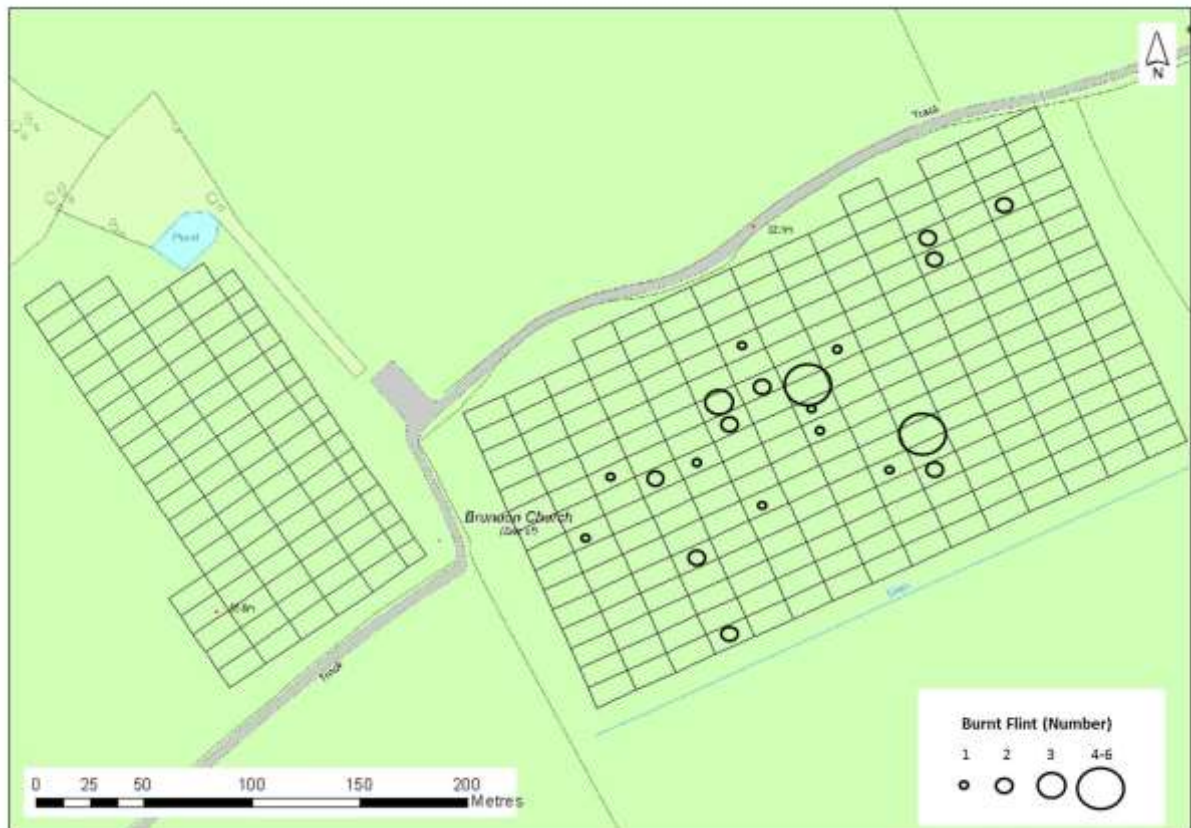 N
Track
Pond
Brundon Church
Track
Burnt Flint (Number)
1 2 3 4-6
0 25 50 100 150 200
Metres